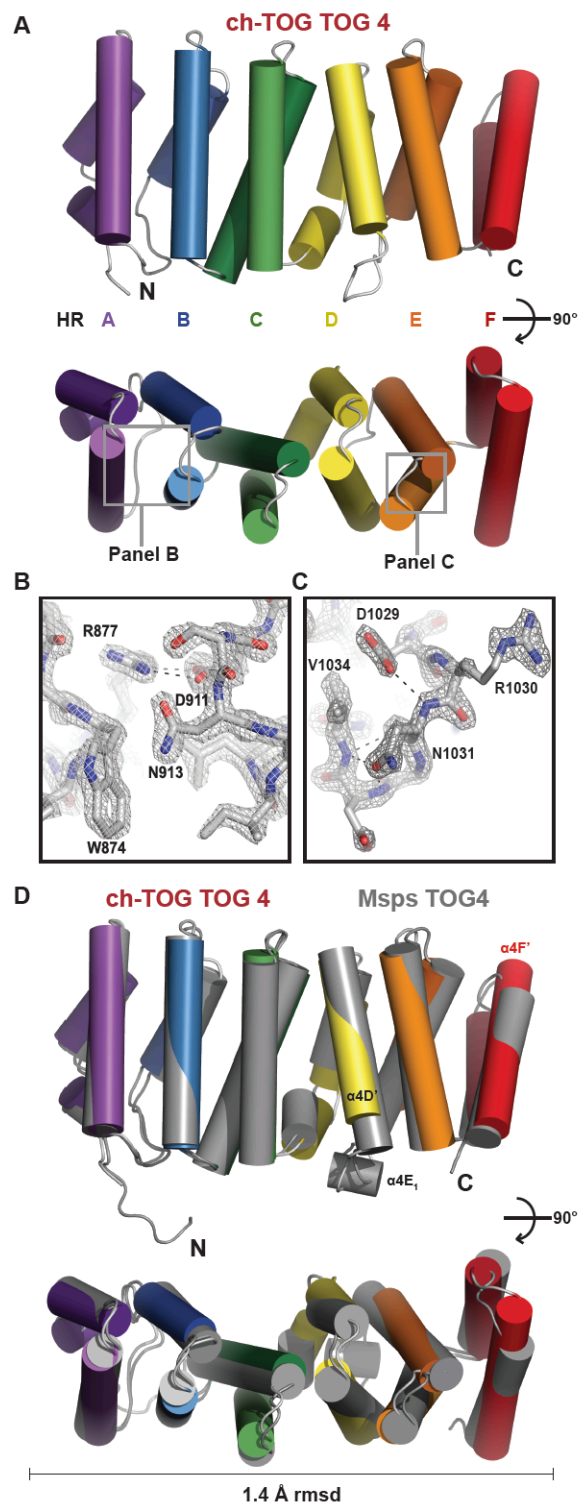 A
ch-TOG TOG 4
N
C
HR A B C D E F
90°
Panel B
Panel C
B
R877
D911
N913
W874
C
D1029
V1034
R1030
N1031
D
ch-TOG TOG 4 Msps TOG4
α4F'
α4D'
α4E₁
C
N
90°
1.4 Å rmsd